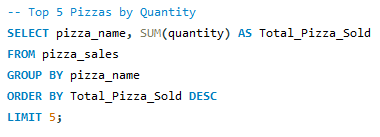 -- Top 5 Pizzas by Quantity
SELECT pizza_name, SUM(quantity) AS Total_Pizza_Sold
FROM pizza_sales
GROUP BY pizza_name
ORDER BY Total_Pizza_Sold DESC
LIMIT 5;